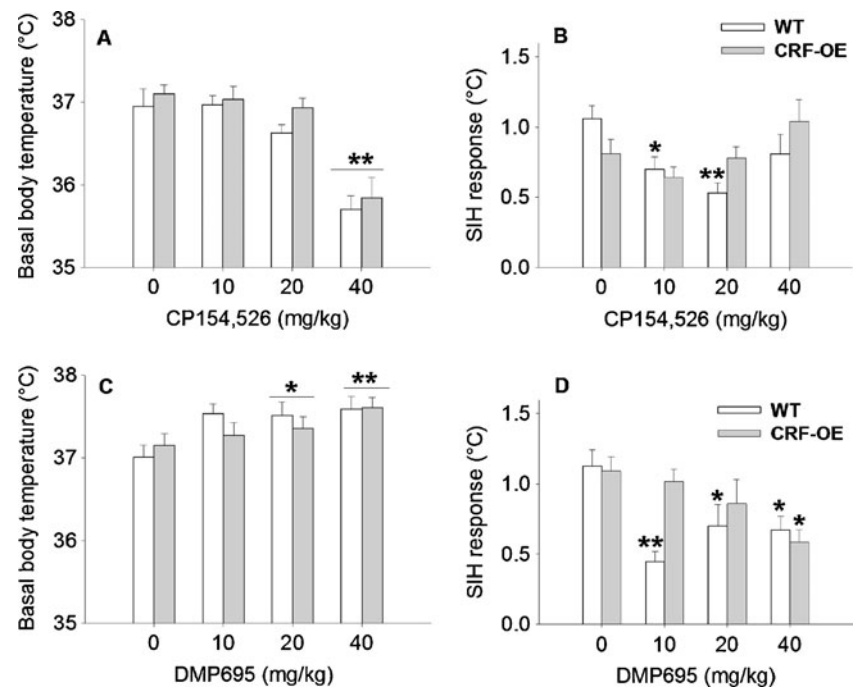 A
Basal body temperature (°C)
38
37
36
35
**
0 10 20 40
CP154,526 (mg/kg)
B
WT
CRF-OE
SIH response (°C)
1.5
1.0
0.5
0.0
*
**
0 10 20 40
CP154,526 (mg/kg)
C
Basal body temperature (°C)
38
37
36
35
*
**
0 10 20 40
DMP695 (mg/kg)
D
WT
CRF-OE
SIH response (°C)
1.5
1.0
0.5
0.0
**
*
*
*
0 10 20 40
DMP695 (mg/kg)